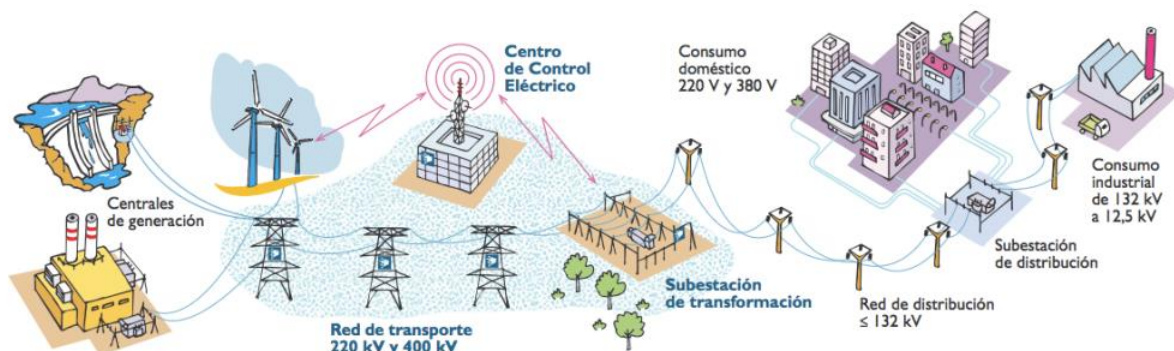 Centrales
de generación
Red de transporte
220 kV y 400 kV
Centro
de Control
Eléctrico
Subestación
de transformación
Consumo
doméstico
220 V y 380 V
Red de distribución
≤ 132 kV
Subestación
de distribución
Consumo
industrial
de 132 kV
a 12,5 kV